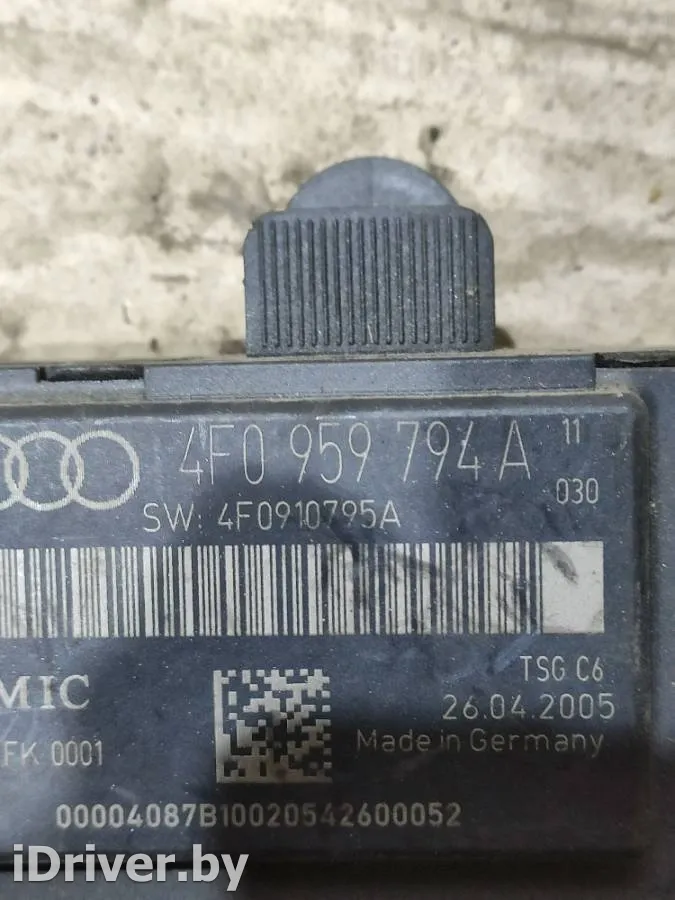 4F0 959 794 A 11
030
SW: 4F0910795A
MIC
TSG C6
26.04.2005
FK 0001
Made in Germany
00004087B10020542600052
iDriver.by